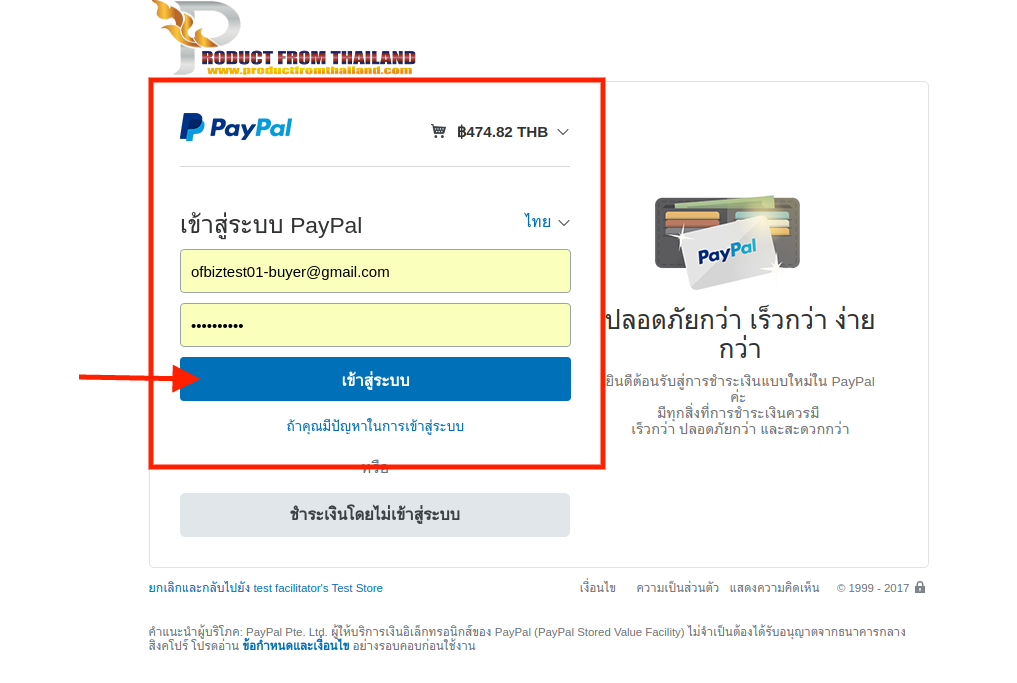 PRODUCT FROM THAILAND
www.productfromthailand.com
PayPal
฿474.82 THB
เข้าสู่ระบบ PayPal
ไทย
ofbiztest01-buyer@gmail.com
••••••••••
เข้าสู่ระบบ
ถ้าคุณมีปัญหาในการเข้าสู่ระบบ
หรือ
ชำระเงินโดยไม่เข้าสู่ระบบ
PayPal
ปลอดภัยกว่า เร็วกว่า ง่าย
กว่า
ยินดีต้อนรับสู่การชำระเงินแบบใหม่ใน PayPal
ค่ะ
มีทุกสิ่งที่การชำระเงินควรมี
เร็วกว่า ปลอดภัยกว่า และสะดวกกว่า
ยกเลิกและกลับไปยัง test facilitator's Test Store
เงื่อนไข ความเป็นส่วนตัว แสดงความคิดเห็น © 1999 - 2017
คำแนะนำผู้บริโภค: PayPal Pte. Ltd. ผู้ให้บริการเงินอิเล็กทรอนิกส์ของ PayPal (PayPal Stored Value Facility) ไม่จำเป็นต้องได้รับอนุญาตจากธนาคารกลาง
สิงคโปร์ โปรดอ่าน ข้อกำหนดและเงื่อนไข อย่างรอบคอบก่อนใช้งาน